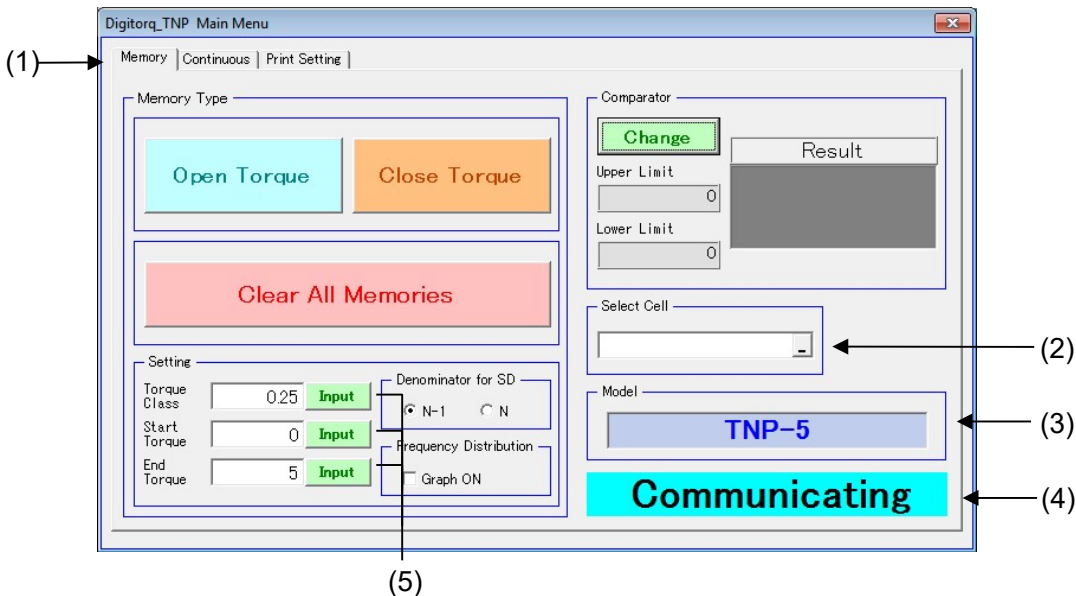 Digitorq_TNP Main Menu
(1)
Memory Continuous Print Setting
Memory Type
Open Torque Close Torque
Clear All Memories
Setting
Torque Class 0.25 Input
Start Torque 0 Input
End Torque 5 Input
Denominator for SD
N-1 N
Frequency Distribution
Graph ON
(5)
Comparator
Change
Result
Upper Limit
0
Lower Limit
0
Select Cell
(2)
Model
TNP-5
(3)
Communicating
(4)